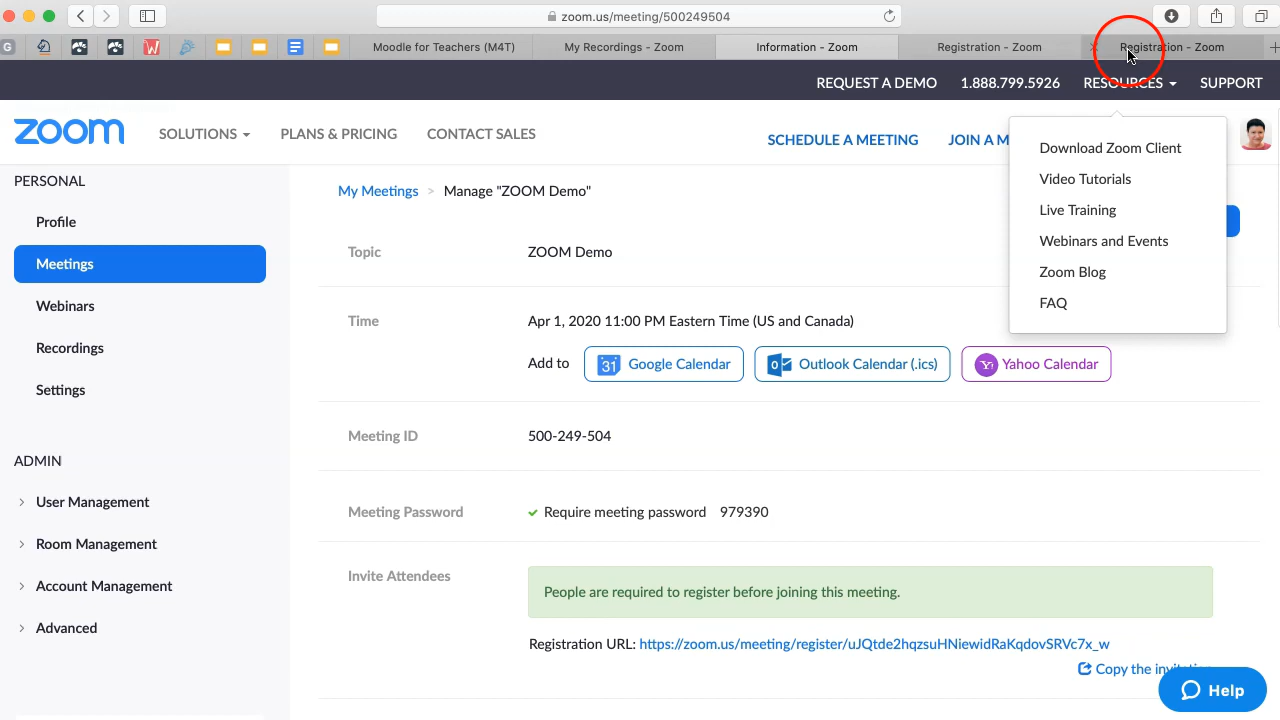 zoom.us/meeting/500249504
G
31
Moodle for Teachers (M4T)
My Recordings - Zoom
Information - Zoom
Registration - Zoom
Registration - Zoom
REQUEST A DEMO
1.888.799.5926
RESOURCES
SUPPORT
zoom
SOLUTIONS
PLANS & PRICING
CONTACT SALES
SCHEDULE A MEETING
JOIN A M
Download Zoom Client
Video Tutorials
Live Training
Webinars and Events
Zoom Blog
FAQ
PERSONAL
Profile
Meetings
Webinars
Recordings
Settings
ADMIN
User Management
Room Management
Account Management
Advanced
My Meetings > Manage "ZOOM Demo"
Topic
ZOOM Demo
Time
Apr 1, 2020 11:00 PM Eastern Time (US and Canada)
Add to
31 Google Calendar
Outlook Calendar (.ics)
Yahoo Calendar
Meeting ID
500-249-504
Meeting Password
Require meeting password 979390
Invite Attendees
People are required to register before joining this meeting.
Registration URL: https://zoom.us/meeting/register/uJQtde2hqzsuHNiewidRaKqdovSRVc7x_w
Copy the invitation
Help